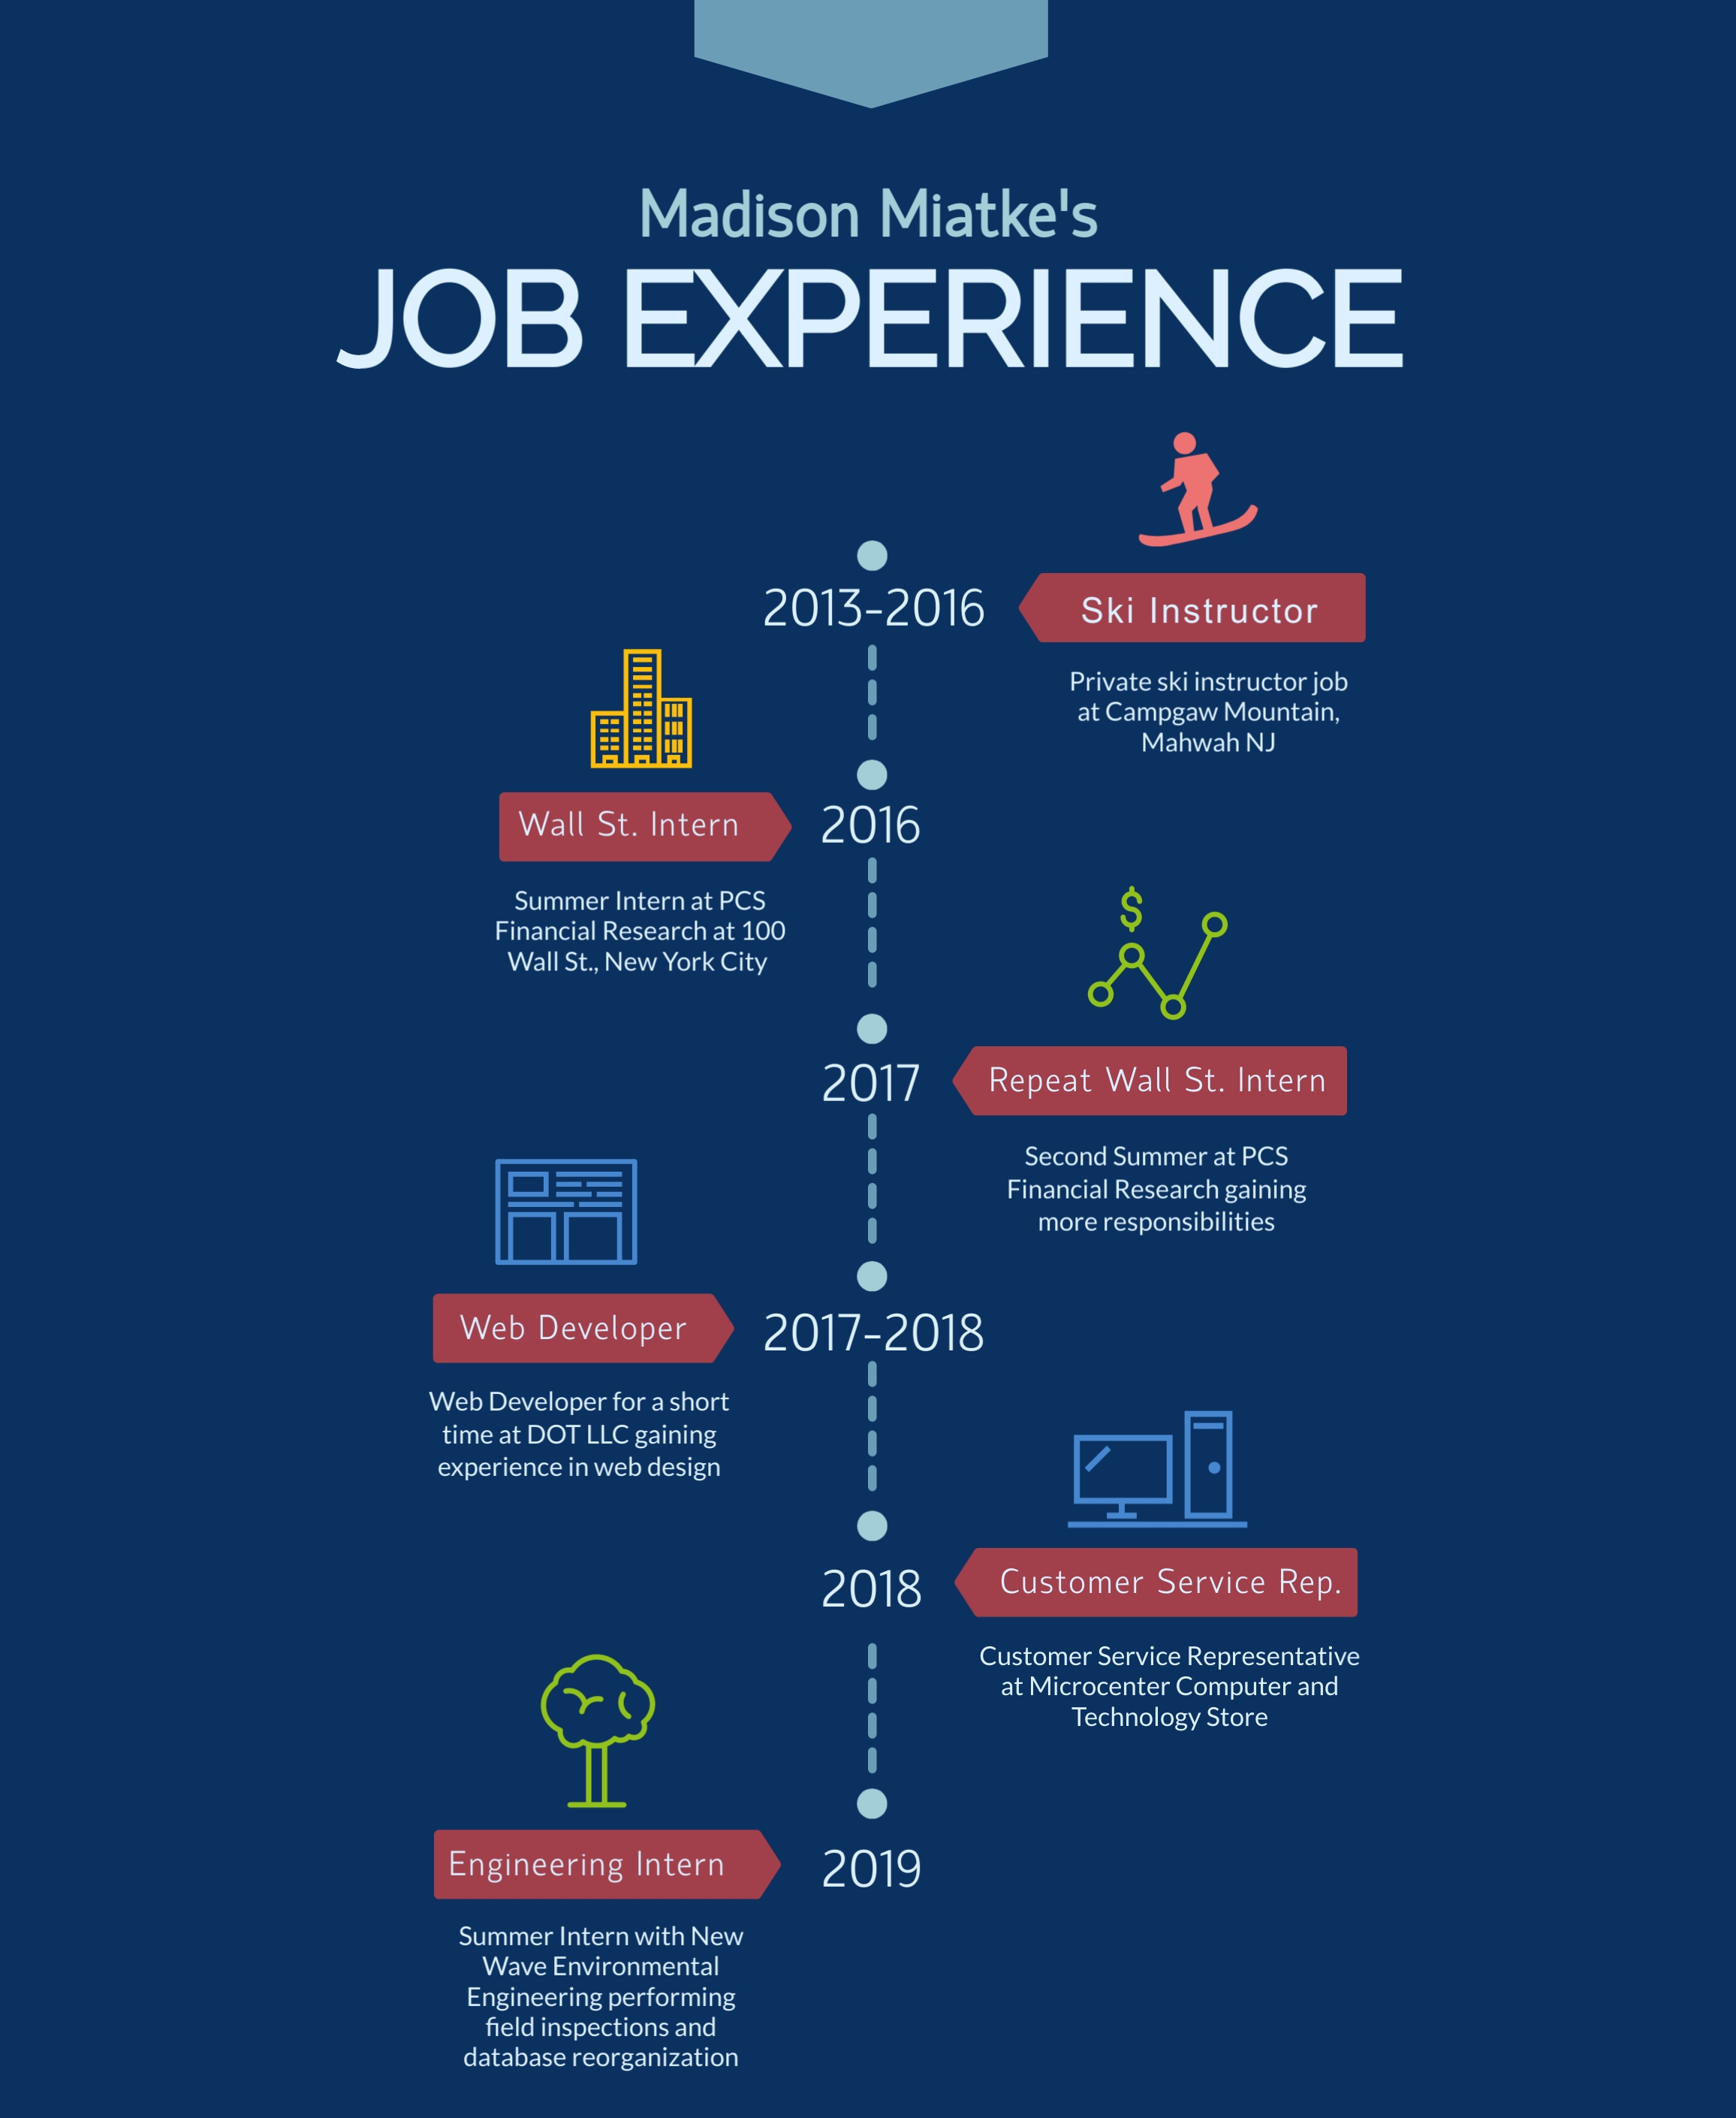 Madison Miatke's
JOB EXPERIENCE
2013-2016
Ski Instructor
Private ski instructor job
at Campgaw Mountain,
Mahwah NJ
Wall St. Intern
2016
Summer Intern at PCS
Financial Research at 100
Wall St., New York City
$
2017
Repeat Wall St. Intern
Second Summer at PCS
Financial Research gaining
more responsibilities
Web Developer
2017-2018
Web Developer for a short
time at DOT LLC gaining
experience in web design
2018
Customer Service Rep.
Customer Service Representative
at Microcenter Computer and
Technology Store
Engineering Intern
2019
Summer Intern with New
Wave Environmental
Engineering performing
field inspections and
database reorganization